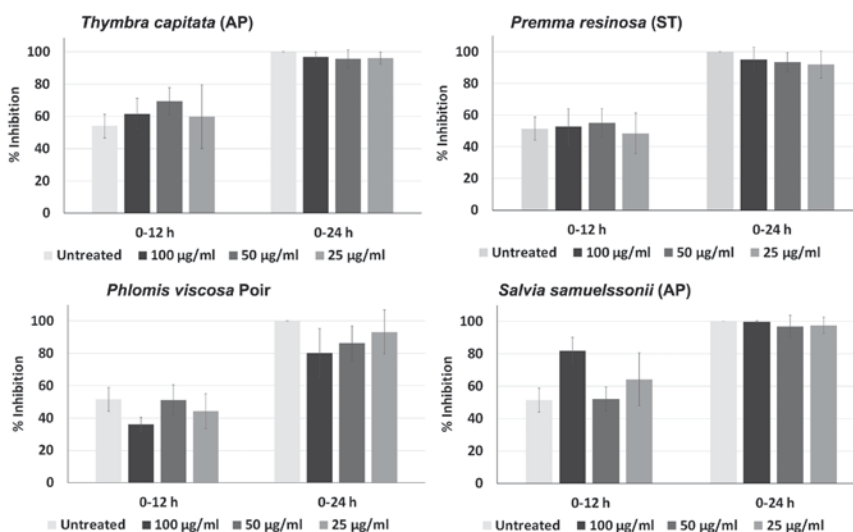 Thymbra capitata (AP)
% Inhibition
100
80
60
40
20
0
0-12 h
0-24 h
Untreated 100 µg/ml 50 µg/ml 25 µg/ml
Premma resinosa (ST)
% Inhibition
100
80
60
40
20
0
0-12 h
0-24 h
Untreated 100 µg/ml 50 µg/ml 25 µg/ml
Phlomis viscosa Poir
% Inhibition
100
80
60
40
20
0
0-12 h
0-24 h
Untreated 100 µg/ml 50 µg/ml 25 µg/ml
Salvia samuelssonii (AP)
% Inhibition
100
80
60
40
20
0
0-12 h
0-24 h
Untreated 100 µg/ml 50 µg/ml 25 µg/ml